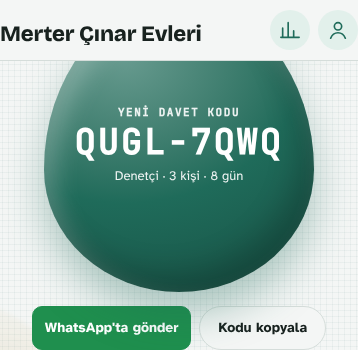 Merter Çınar Evleri
YENİ DAVET KODU
QUGL-7QWQ
Denetçi · 3 kişi · 8 gün
WhatsApp'ta gönder
Kodu kopyala